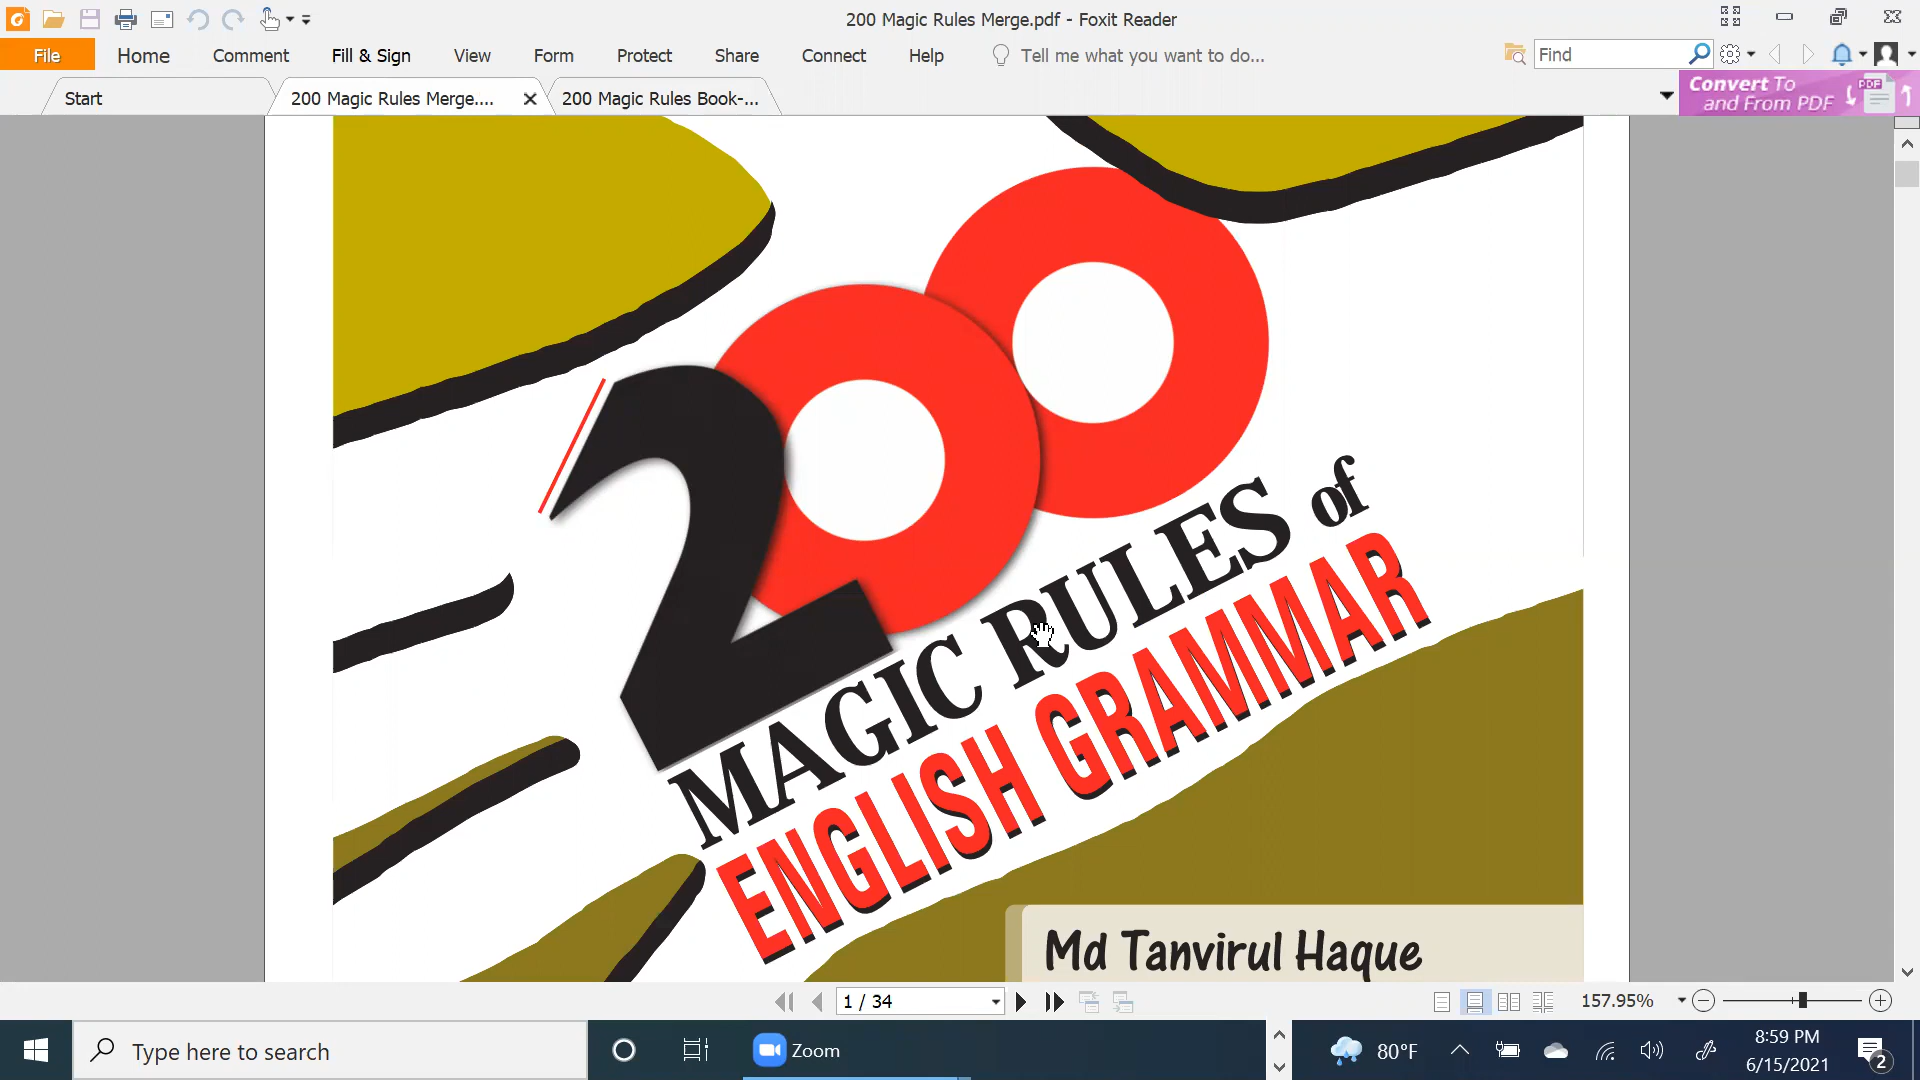 200 Magic Rules Merge.pdf - Foxit Reader
File Home Comment Fill & Sign View Form Protect Share Connect Help Tell me what you want to do... Find
Start 200 Magic Rules Merge.... 200 Magic Rules Book-...
Convert To
and From PDF
PDF
200
MAGIC RULES of
ENGLISH GRAMMAR
Md Tanvirul Haque
1 / 34 157.95%
Type here to search Zoom 80°F
8:59 PM
6/15/2021
2